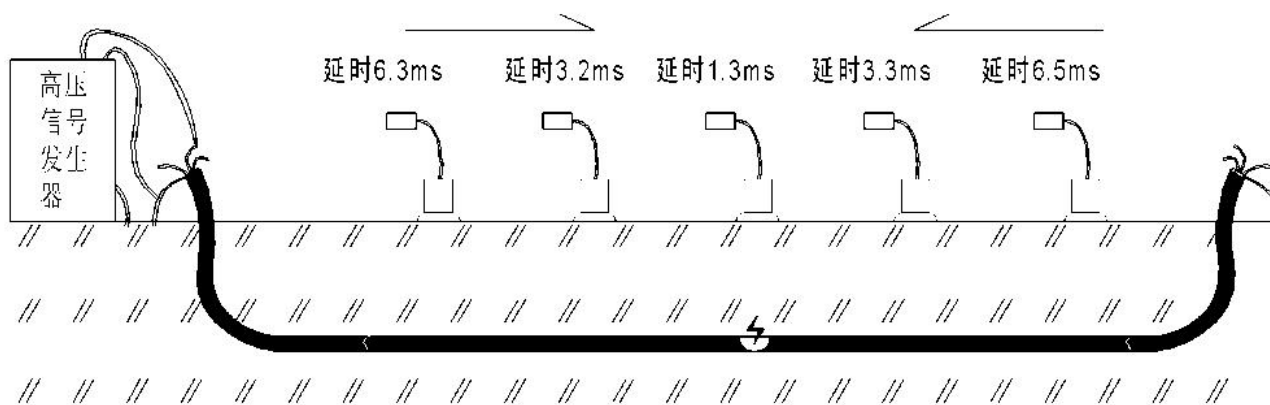 高压
信号
发生
器
延时6.3ms
延时3.2ms
延时1.3ms
延时3.3ms
延时6.5ms